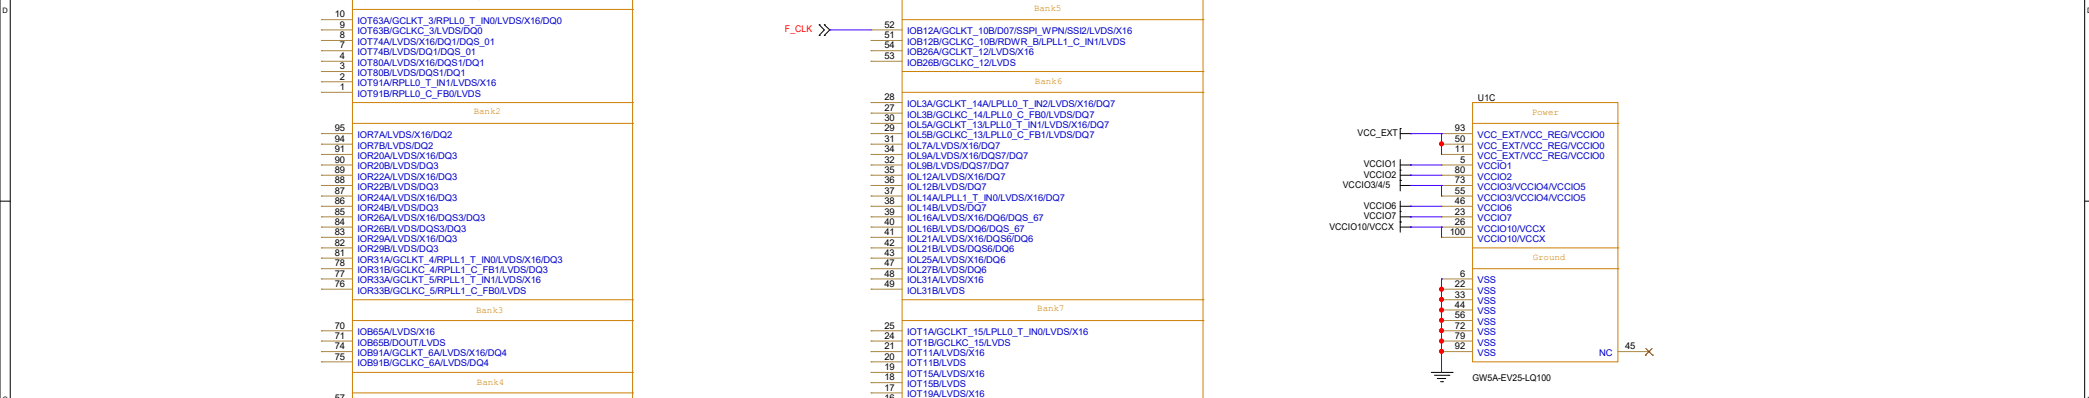 D
10 IOT63A/GCLKT_3/RPLL0_T_IN0/LVDS/X16/DQ0
9 IOT63B/GCLKC_3/LVDS/DQ0
8 IOT74A/LVDS/X16/DQ1/DQS_01
7 IOT74B/LVDS/DQ1/DQS_01
4 IOT80A/LVDS/X16/DQS1/DQ1
3 IOT80B/LVDS/DQS1/DQ1
2 IOT91A/RPLL0_T_IN1/LVDS/X16
1 IOT91B/RPLL0_C_FB0/LVDS
Bank2
95 IOR7A/LVDS/X16/DQ2
94 IOR7B/LVDS/DQ2
91 IOR20A/LVDS/X16/DQ3
90 IOR20B/LVDS/DQ3
89 IOR22A/LVDS/X16/DQ3
88 IOR22B/LVDS/DQ3
87 IOR24A/LVDS/X16/DQ3
86 IOR24B/LVDS/DQ3
85 IOR26A/LVDS/X16/DQS3/DQ3
84 IOR26B/LVDS/DQS3/DQ3
83 IOR29A/LVDS/X16/DQ3
82 IOR29B/LVDS/DQ3
81 IOR31A/GCLKT_4/RPLL1_T_IN0/LVDS/X16/DQ3
78 IOR31B/GCLKC_4/RPLL1_C_FB1/LVDS/DQ3
77 IOR33A/GCLKT_5/RPLL1_T_IN1/LVDS/X16
76 IOR33B/GCLKC_5/RPLL1_C_FB0/LVDS
Bank3
70 IOB65A/LVDS/X16
71 IOB65B/DOUT/LVDS
74 IOB91A/GCLKT_6A/LVDS/X16/DQ4
75 IOB91B/GCLKC_6A/LVDS/DQ4
Bank4
57
Bank5
F_CLK 52 IOB12A/GCLKT_10B/D07/SSPI_WPN/SSI2/LVDS/X16
51 IOB12B/GCLKC_10B/RDWR_B/LPLL1_C_IN1/LVDS
54 IOB26A/GCLKT_12/LVDS/X16
53 IOB26B/GCLKC_12/LVDS
Bank6
28 IOL3A/GCLKT_14A/LPLL0_T_IN2/LVDS/X16/DQ7
27 IOL3B/GCLKC_14/LPLL0_C_FB0/LVDS/DQ7
30 IOL5A/GCLKT_13/LPLL0_T_IN1/LVDS/X16/DQ7
29 IOL5B/GCLKC_13/LPLL0_C_FB1/LVDS/DQ7
31 IOL7A/LVDS/X16/DQ7
34 IOL9A/LVDS/X16/DQS7/DQ7
32 IOL9B/LVDS/DQS7/DQ7
35 IOL12A/LVDS/X16/DQ7
36 IOL12B/LVDS/DQ7
37 IOL14A/LPLL1_T_IN0/LVDS/X16/DQ7
38 IOL14B/LVDS/DQ7
39 IOL16A/LVDS/X16/DQ6/DQS_67
40 IOL16B/LVDS/DQ6/DQS_67
41 IOL21A/LVDS/X16/DQS6/DQ6
42 IOL21B/LVDS/DQS6/DQ6
43 IOL25A/LVDS/X16/DQ6
47 IOL27B/LVDS/DQ6
48 IOL31A/LVDS/X16
49 IOL31B/LVDS
Bank7
25 IOT1A/GCLKT_15/LPLL0_T_IN0/LVDS/X16
24 IOT1B/GCLKC_15/LVDS
21 IOT11A/LVDS/X16
20 IOT11B/LVDS
19 IOT15A/LVDS/X16
18 IOT15B/LVDS
17 IOT19A/LVDS/X16
16
U1C
Power
VCC_EXT 93 VCC_EXT/VCC_REG/VCCIO0
50 VCC_EXT/VCC_REG/VCCIO0
11 VCC_EXT/VCC_REG/VCCIO0
VCCIO1 5 VCCIO1
VCCIO2 80 VCCIO2
VCCIO3/4/5 73 VCCIO3/VCCIO4/VCCIO5
55 VCCIO3/VCCIO4/VCCIO5
VCCIO6 46 VCCIO6
VCCIO7 23 VCCIO7
VCCIO10/VCCX 26 VCCIO10/VCCX
100 VCCIO10/VCCX
Ground
6 VSS
22 VSS
33 VSS
44 VSS
56 VSS
72 VSS
79 VSS
92 VSS NC 45
GW5A-EV25-LQ100